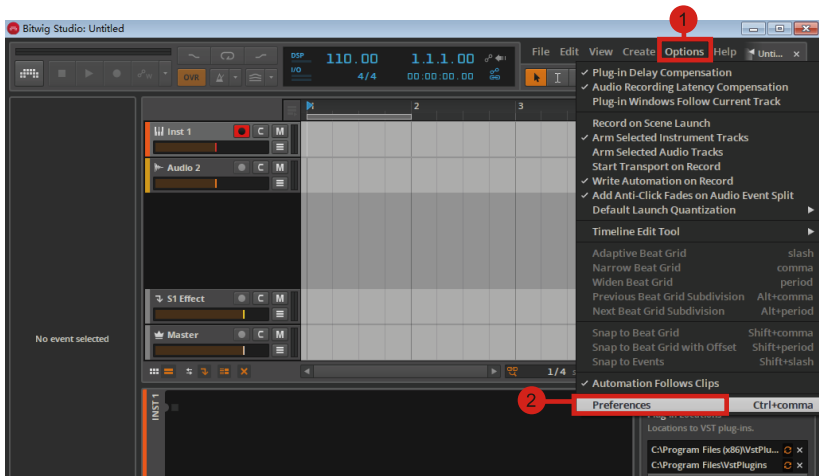 Bitwig Studio: Untitled
1
File Edit View Create Options Help Unti... ×
DSP 110.00 1.1.1.00
I/O 4/4 00:00:00.00
OVR
Plug-in Delay Compensation
Audio Recording Latency Compensation
Plug-in Windows Follow Current Track
Record on Scene Launch
Arm Selected Instrument Tracks
Arm Selected Audio Tracks
Start Transport on Record
Write Automation on Record
Add Anti-Click Fades on Audio Event Split
Default Launch Quantization
Timeline Edit Tool
Adaptive Beat Grid slash
Narrow Beat Grid comma
Widen Beat Grid period
Previous Beat Grid Subdivision Alt+comma
Next Beat Grid Subdivision Alt+period
Snap to Beat Grid Shift+comma
Snap to Beat Grid with Offset Shift+period
Snap to Events Shift+slash
Automation Follows Clips
2
Preferences Ctrl+comma
Locations to VST plug-ins.
C:\Program Files (x86)\VstPlu...
C:\Program Files\VstPlugins
2 3
Inst 1 C M
Audio 2 C M
S1 Effect C M
Master C M
No event selected
1/4
INST 1